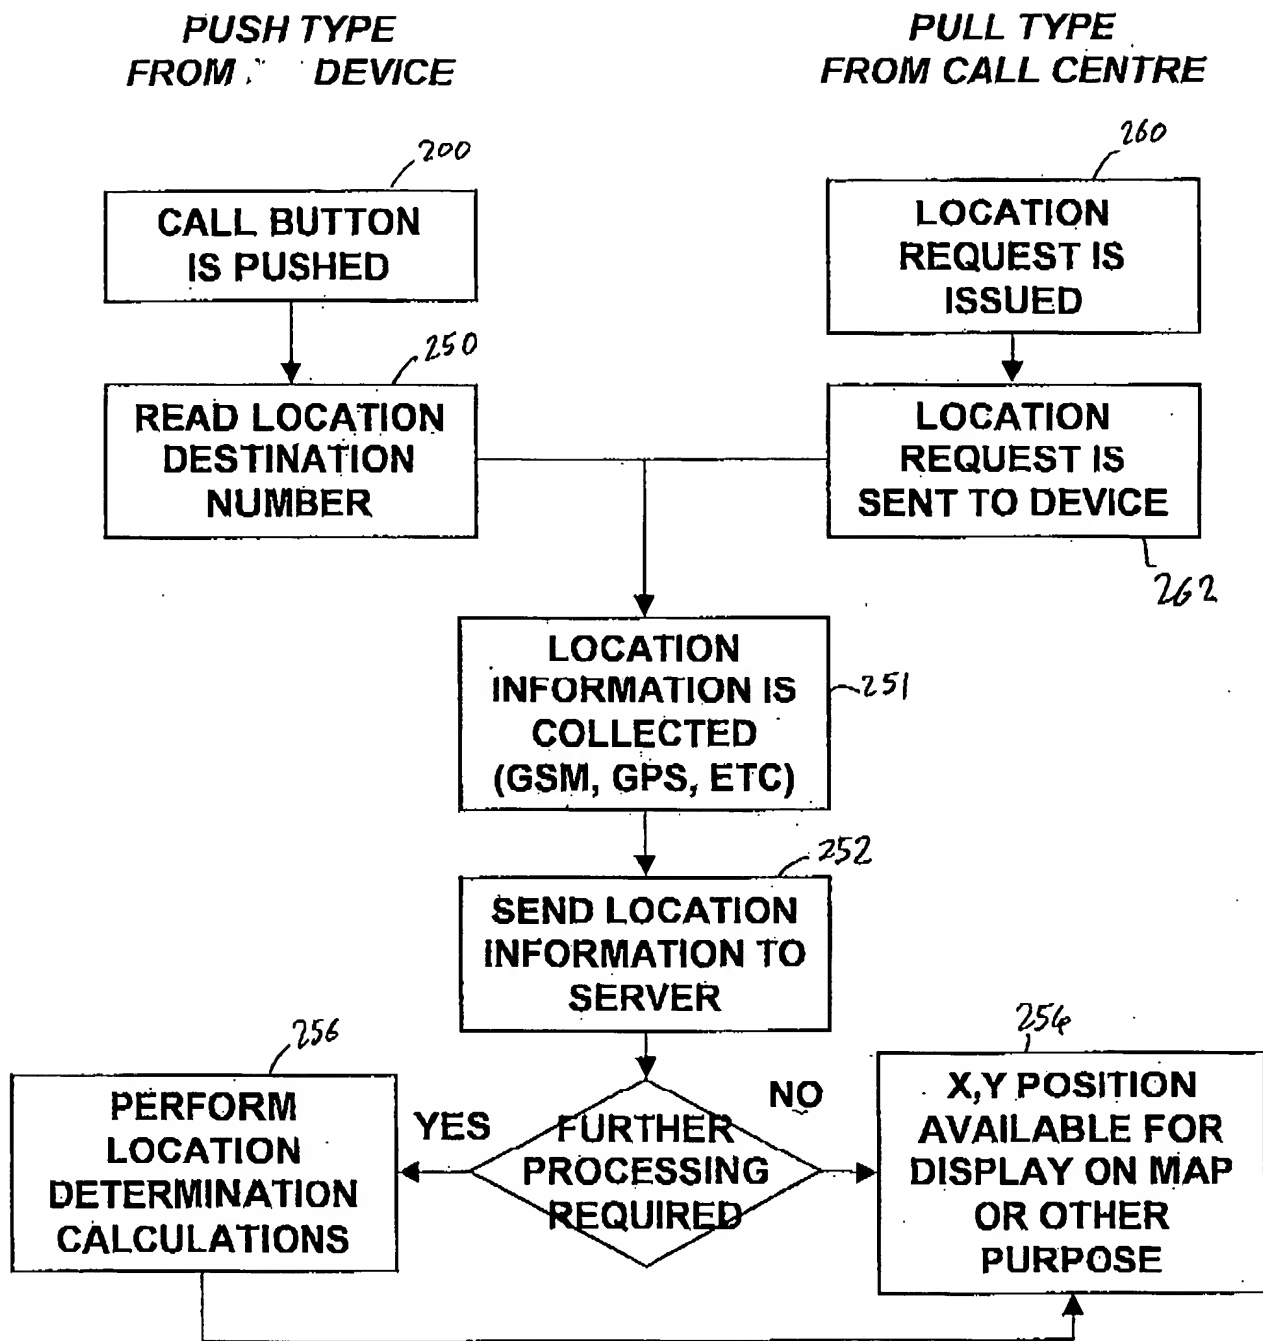 PUSH TYPE
FROM DEVICE
PULL TYPE
FROM CALL CENTRE
200
CALL BUTTON
IS PUSHED
260
LOCATION
REQUEST IS
ISSUED
250
READ LOCATION
DESTINATION
NUMBER
LOCATION
REQUEST IS
SENT TO DEVICE
262
LOCATION
INFORMATION IS
COLLECTED
(GSM, GPS, ETC)
251
252
SEND LOCATION
INFORMATION TO
SERVER
256
PERFORM
LOCATION
DETERMINATION
CALCULATIONS
YES
FURTHER
PROCESSING
REQUIRED
NO
X,Y POSITION
AVAILABLE FOR
DISPLAY ON MAP
OR OTHER
PURPOSE